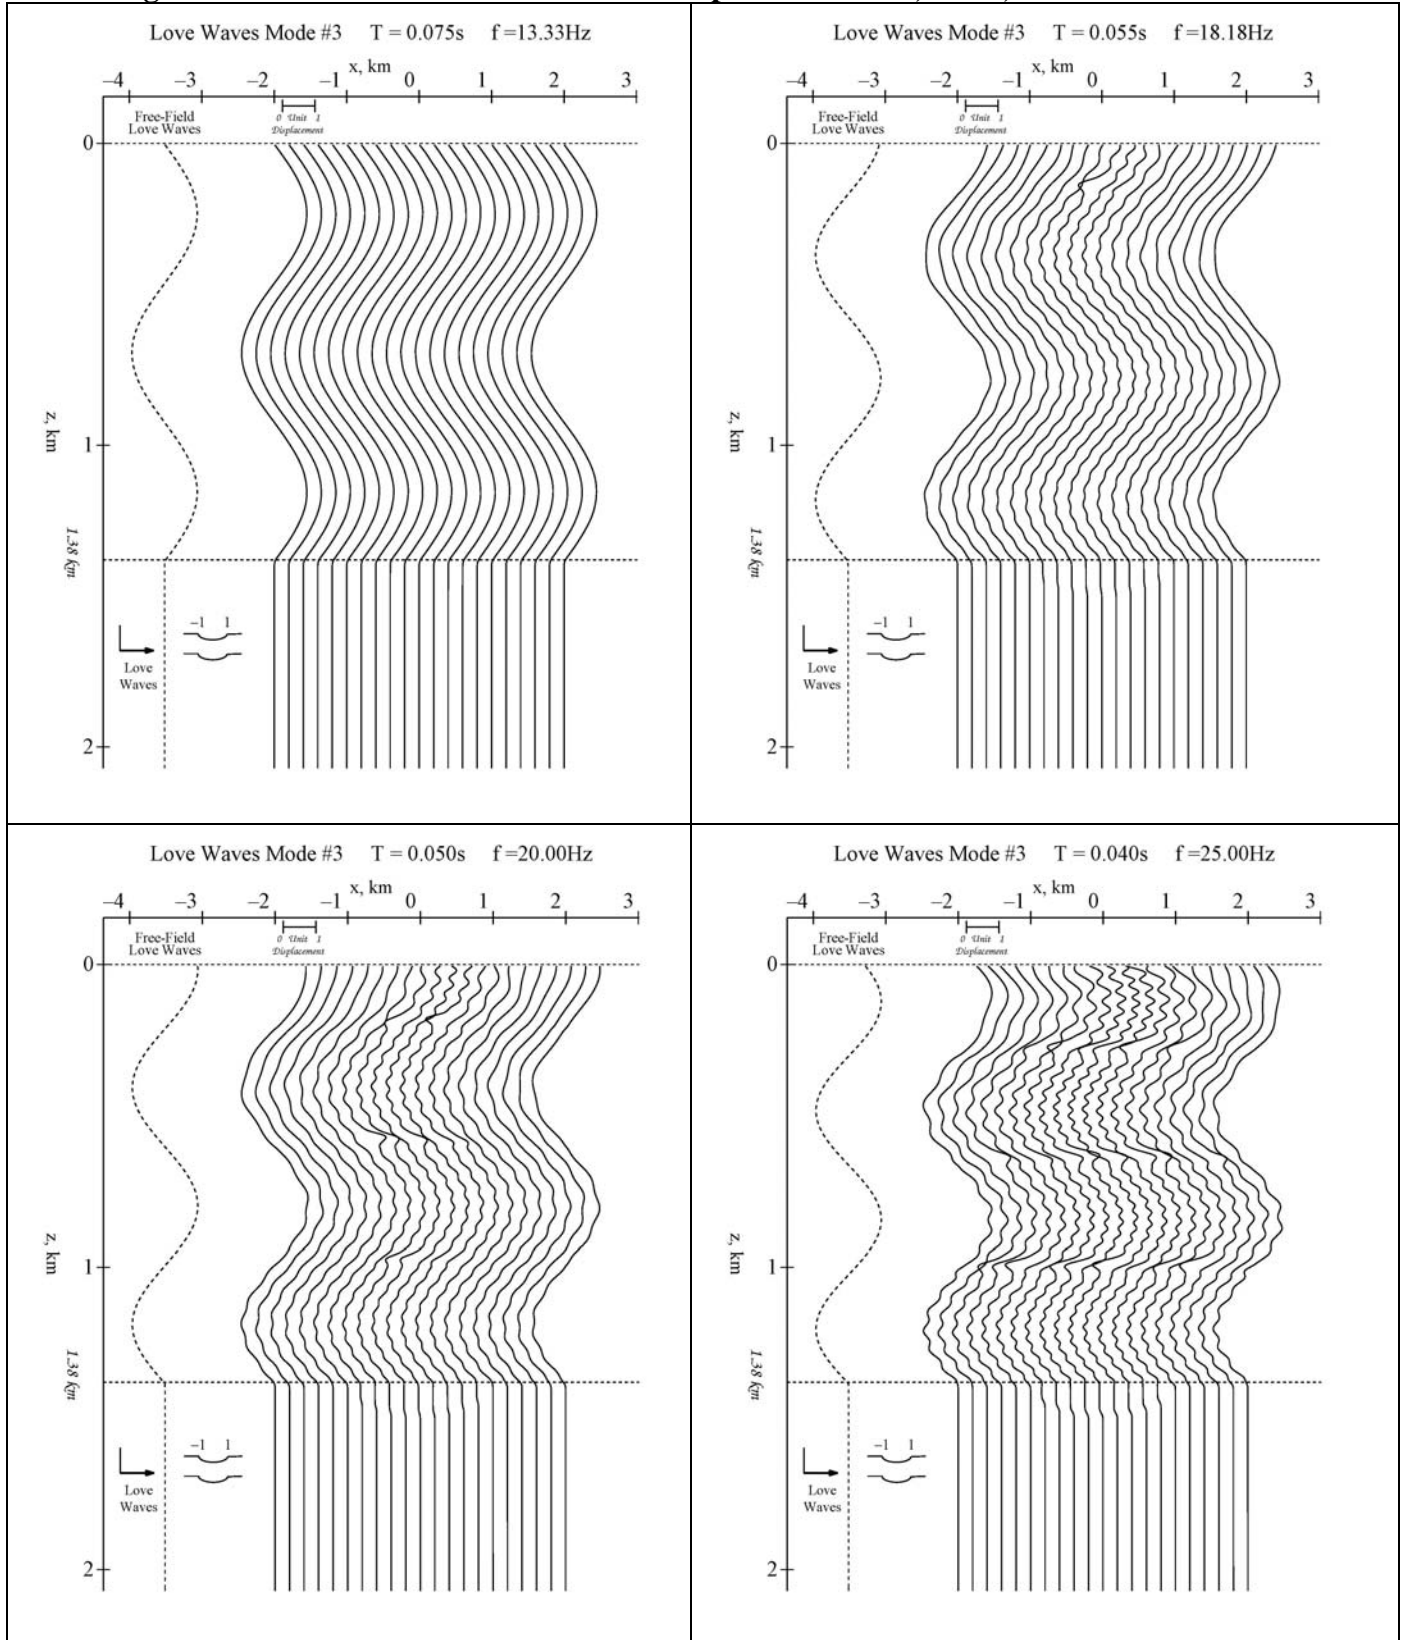 Love Waves Mode #3 T = 0.075s f =13.33Hz
x, km
−4 −3 −2 −1 0 1 2 3
Free-Field
Love Waves
0 Unit 1
Displacement
0
z, km
1
1.38 km
−1 1
Love
Waves
2
Love Waves Mode #3 T = 0.055s f =18.18Hz
x, km
−4 −3 −2 −1 0 1 2 3
Free-Field
Love Waves
0 Unit 1
Displacement
0
z, km
1
1.38 km
−1 1
Love
Waves
2
Love Waves Mode #3 T = 0.050s f =20.00Hz
x, km
−4 −3 −2 −1 0 1 2 3
Free-Field
Love Waves
0 Unit 1
Displacement
0
z, km
1
1.38 km
−1 1
Love
Waves
2
Love Waves Mode #3 T = 0.040s f =25.00Hz
x, km
−4 −3 −2 −1 0 1 2 3
Free-Field
Love Waves
0 Unit 1
Displacement
0
z, km
1
1.38 km
−1 1
Love
Waves
2